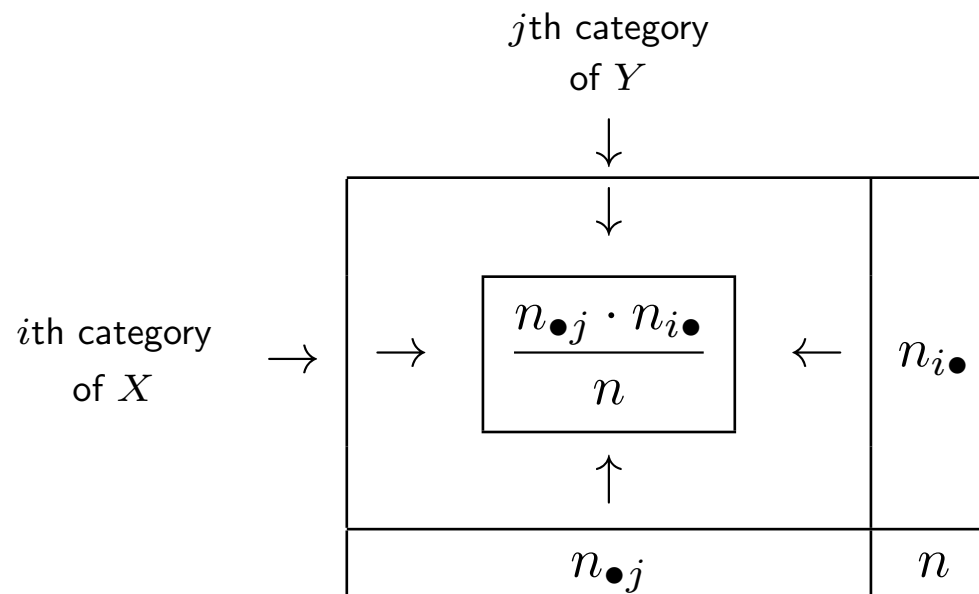 jth category
of Y
↓
↓
n●j · ni●
n
ith category
of X
→ → ← ni●
↑
n●j n